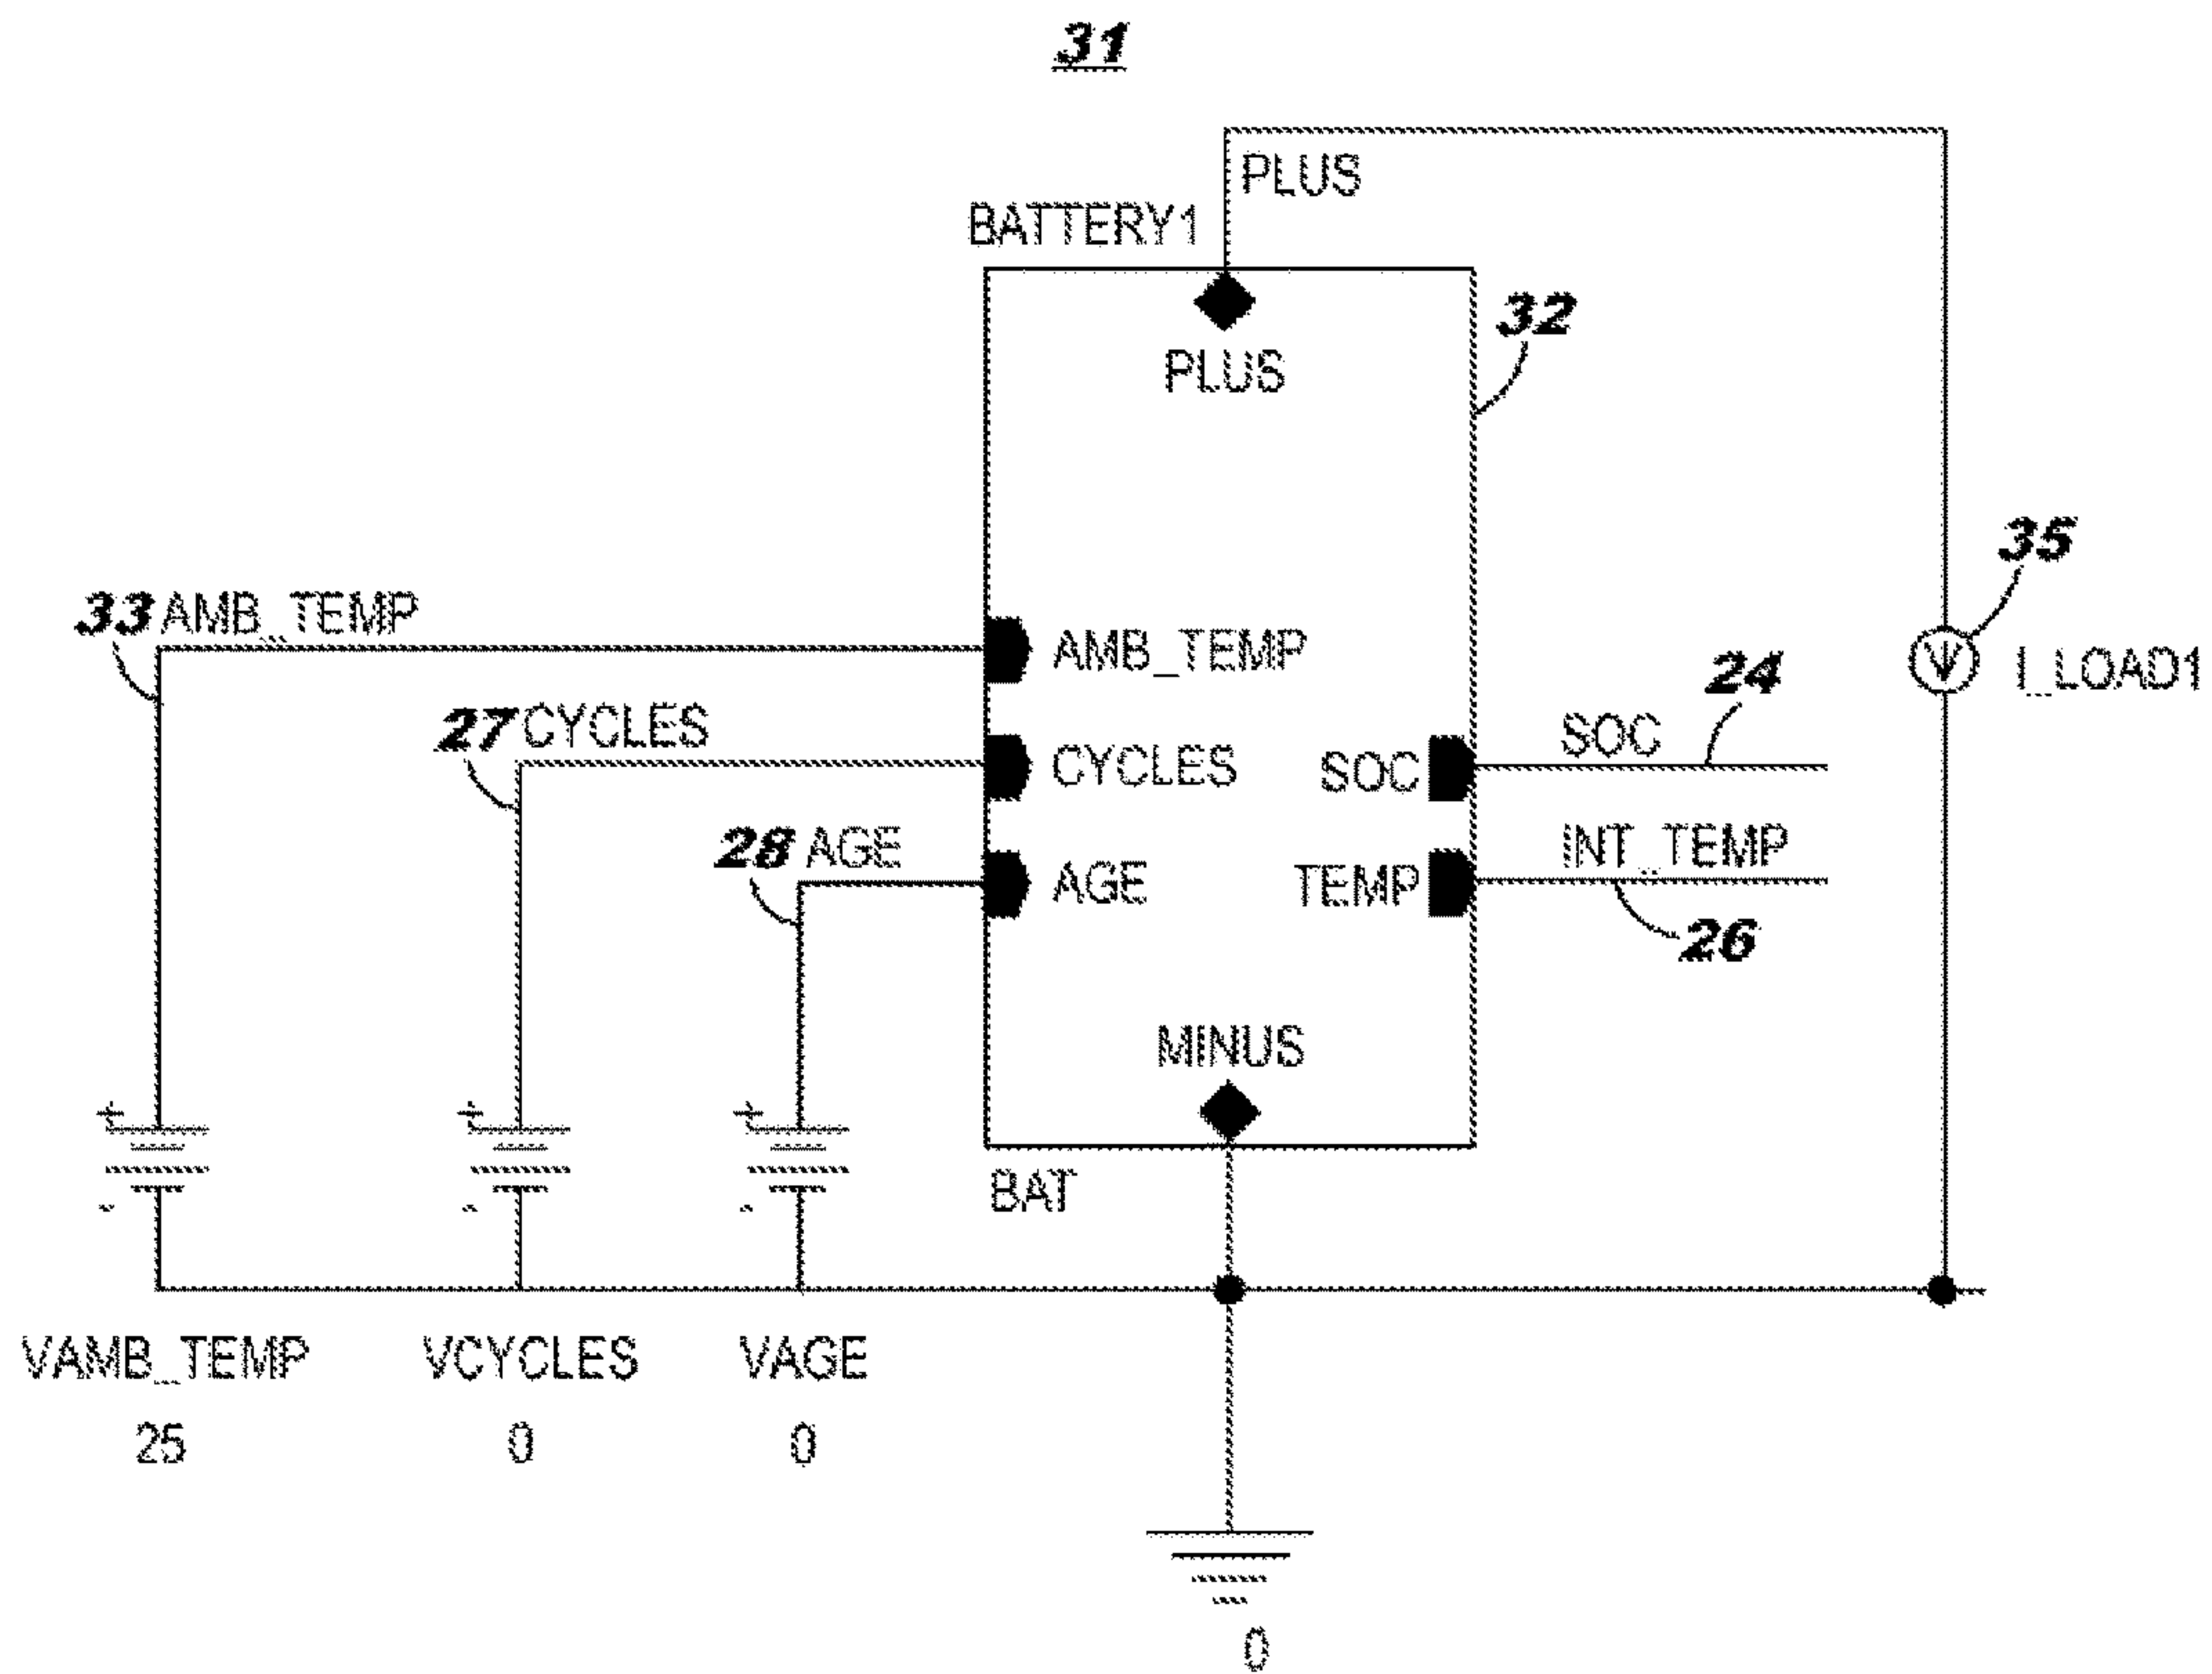 31
PLUS
BATTERY1
32
PLUS
35
33 AMB_TEMP
AMB_TEMP
I_LOAD1
24
27 CYCLES
CYCLES
SOC
SOC
28 AGE
AGE
TEMP
INT_TEMP
26
MINUS
+
+
+
-
-
-
BAT
VAMB_TEMP
VCYCLES
VAGE
25
0
0
0